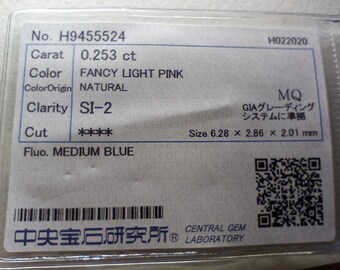 No. H9455524 H022020
Carat 0.253 ct
Color FANCY LIGHT PINK
ColorOrigin NATURAL
Clarity SI-2 MQ
GIAグレーディング
システムに準拠
Cut ****
Size 6.28 × 2.86 × 2.01 mm
Fluo. MEDIUM BLUE
中央宝石研究所® CENTRAL GEM
LABORATORY